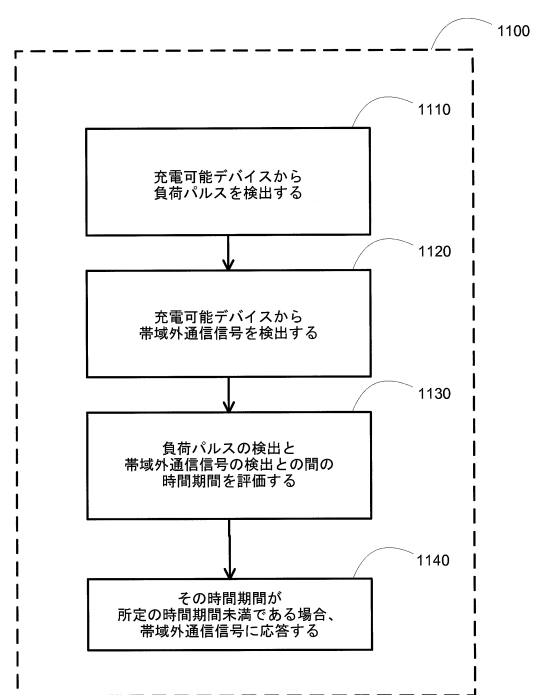 1100
1110
充電可能デバイスから
負荷パルスを検出する
1120
充電可能デバイスから
帯域外通信信号を検出する
1130
負荷パルスの検出と
帯域外通信信号の検出との間の
時間期間を評価する
1140
その時間期間が
所定の時間期間未満である場合、
帯域外通信信号に応答する